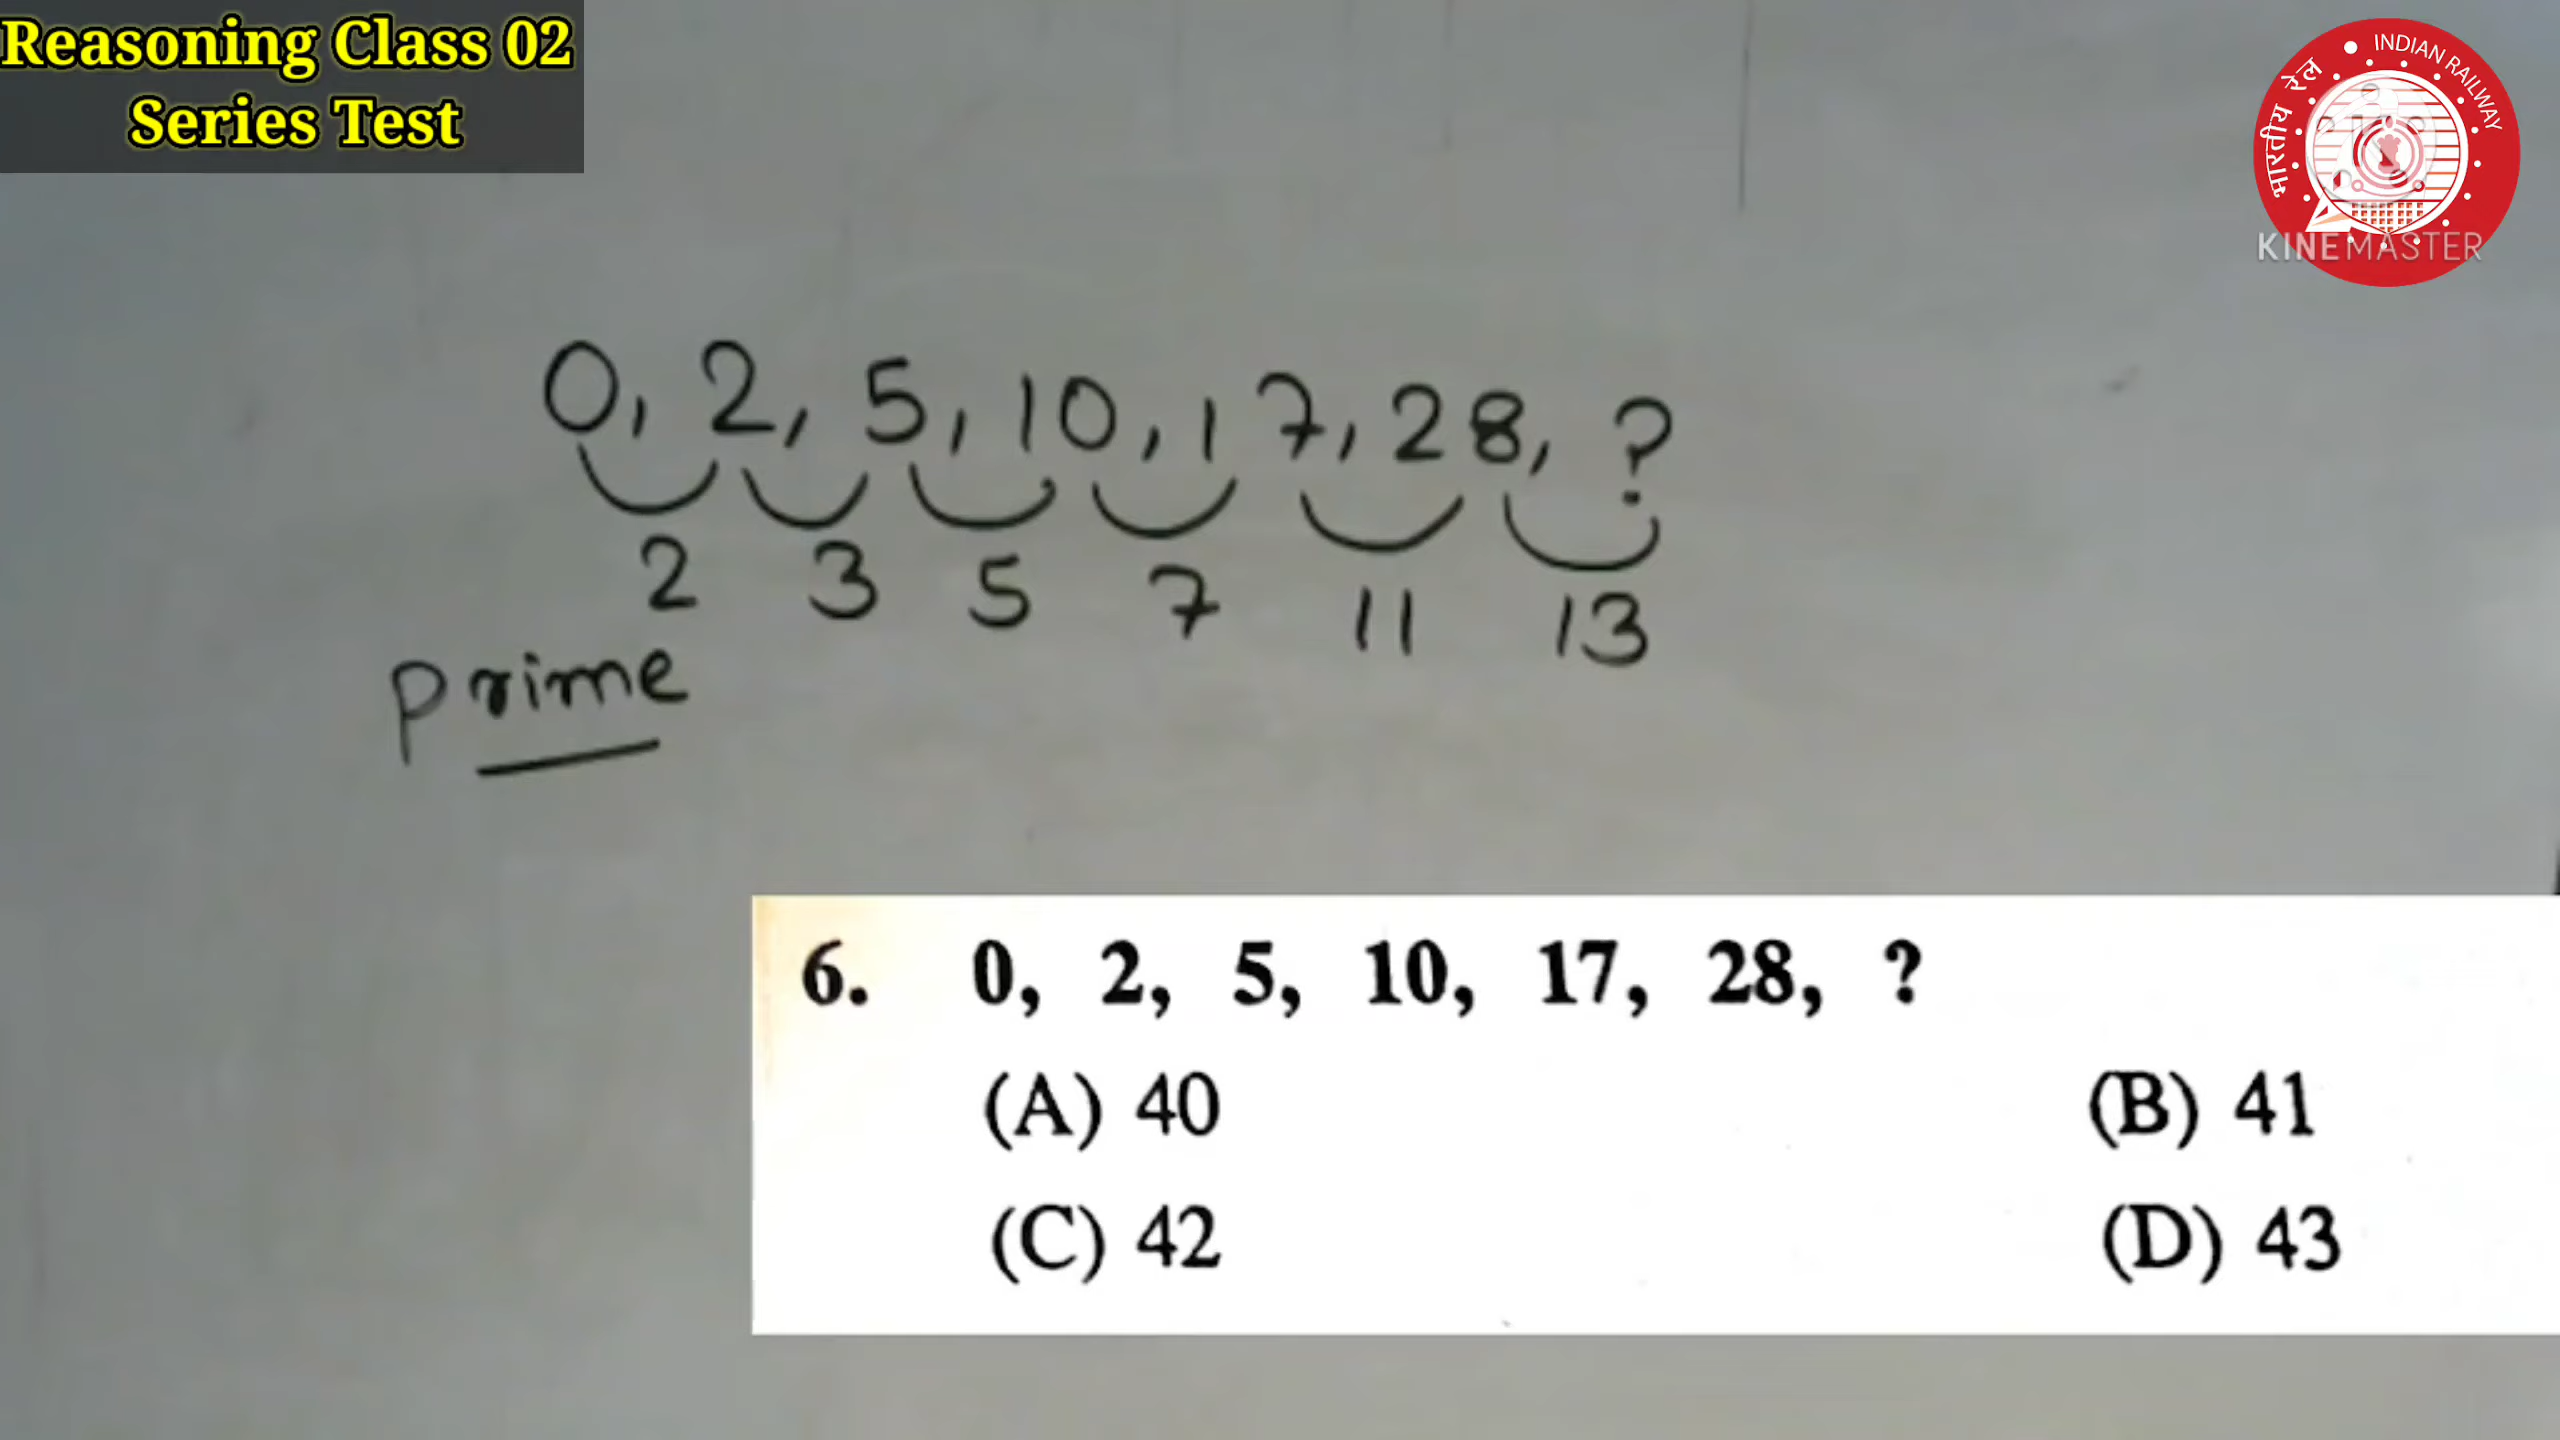 Reasoning Class 02
Series Test
भारतीय रेल
INDIAN RAILWAY
KINEMASTER
0, 2, 5, 10, 17, 28, ?
2 3 5 7 11 13
prime
6. 0, 2, 5, 10, 17, 28, ?
(A) 40 (B) 41
(C) 42 (D) 43